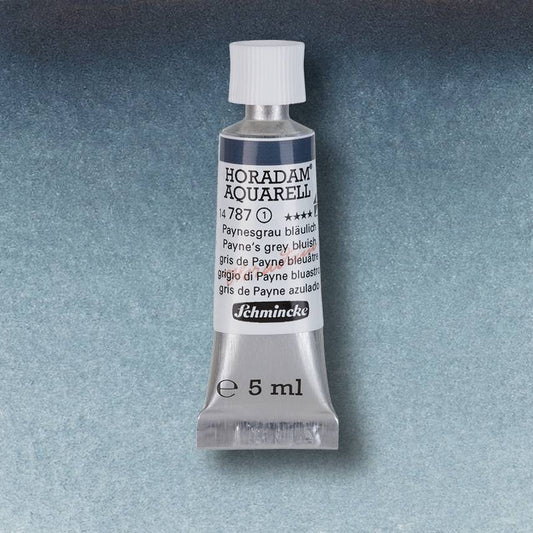 HORADAM®
AQUARELL
14 787 1 ★★★★
Paynesgrau bläulich
Payne's grey bluish
gris de Payne bleuâtre
grigio di Payne bluastro
gris de Payne azulado
Schmincke
℮ 5 ml